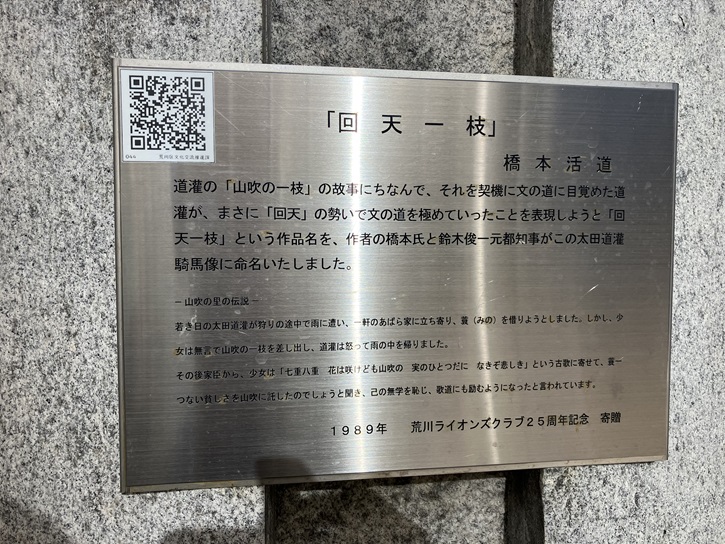 「回天一枝」
橋本活道
道灌の「山吹の一枝」の故事にちなんで、それを契機に文の道に目覚めた道
灌が、まさに「回天」の勢いで文の道を極めていったことを表現しようと「回
天一枝」という作品名を、作者の橋本氏と鈴木俊一元都知事がこの太田道灌
騎馬像に命名いたしました。
－山吹の里の伝説－
若き日の太田道灌が狩りの途中で雨に遭い、一軒のあばら家に立ち寄り、蓑（みの）を借りようとしました。しかし、少
女は無言で山吹の一枝を差し出し、道灌は怒って雨の中を帰りました。
その後家臣から、少女は「七重八重　花は咲けども山吹の　実のひとつだに　なきぞ悲しき」という古歌に寄せて、蓑一
つない貧しさを山吹に託したのでしょうと聞き、己の無学を恥じ、歌道にも励むようになったと言われています。
1989年　荒川ライオンズクラブ25周年記念　寄贈
044